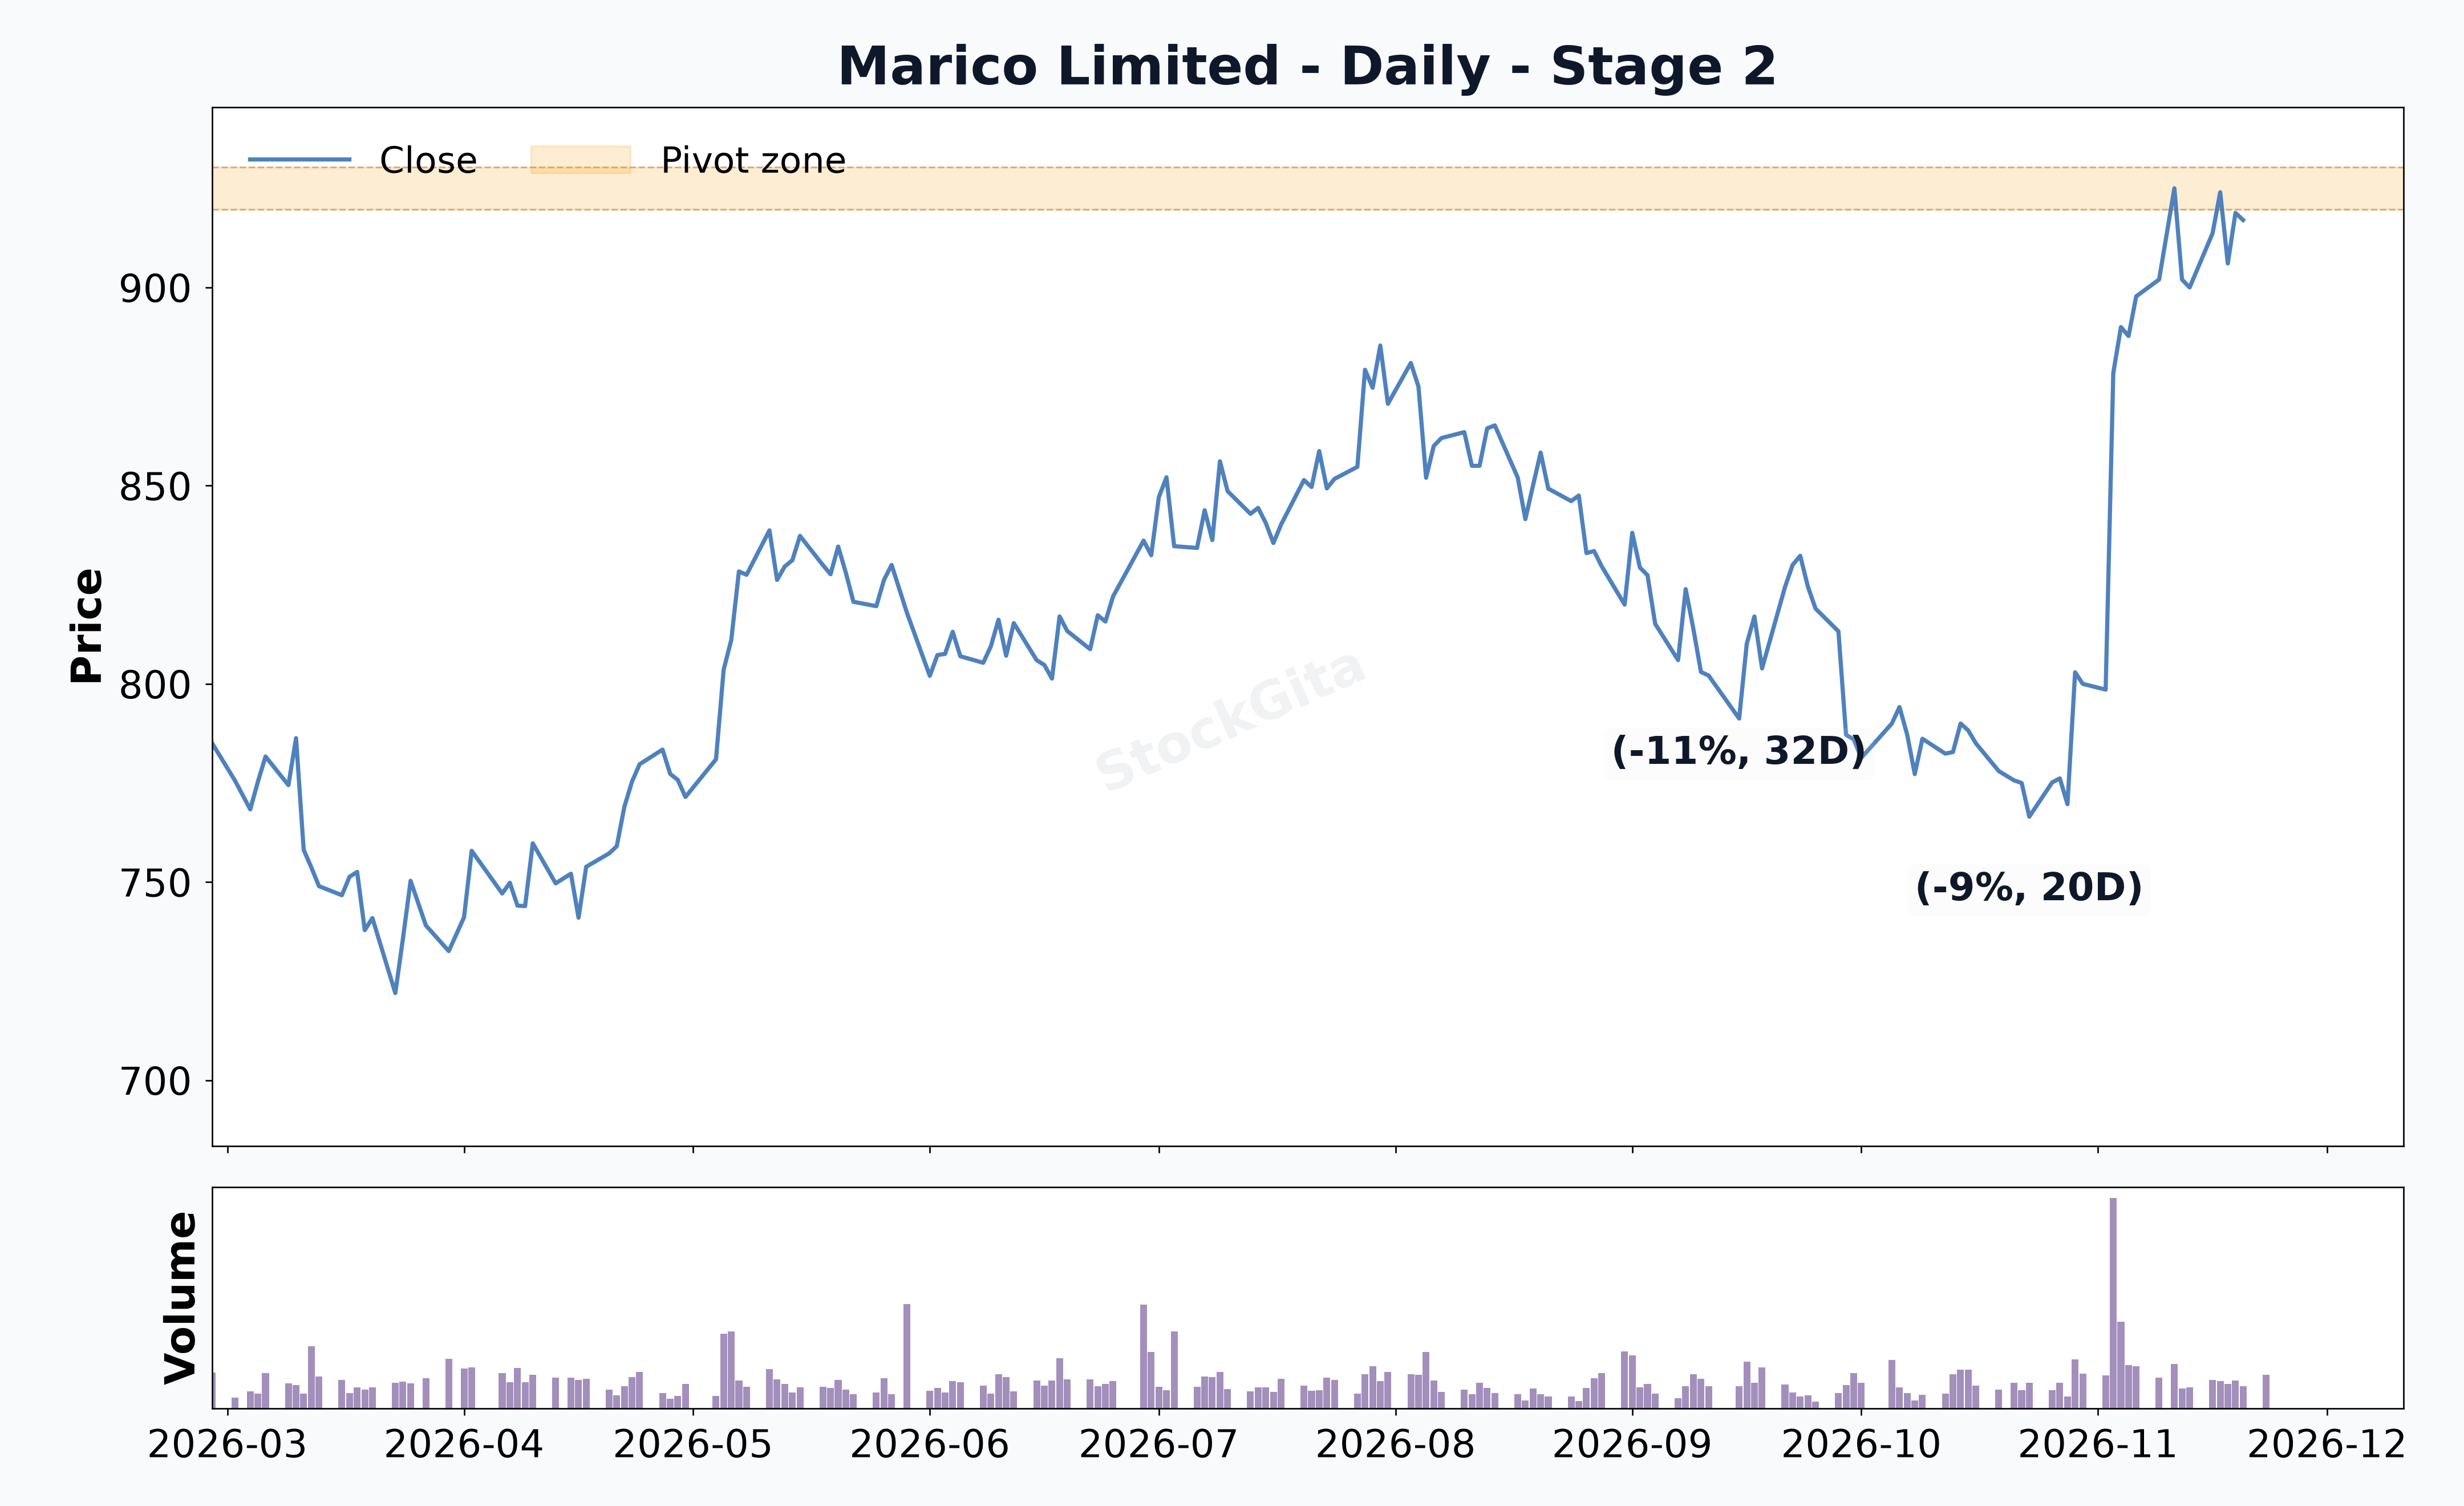 Marico Limited - Daily - Stage 2
Close
Pivot zone
Price
900
850
800
750
700
StockGita
(-11%, 32D)
(-9%, 20D)
Volume
2026-03
2026-04
2026-05
2026-06
2026-07
2026-08
2026-09
2026-10
2026-11
2026-12